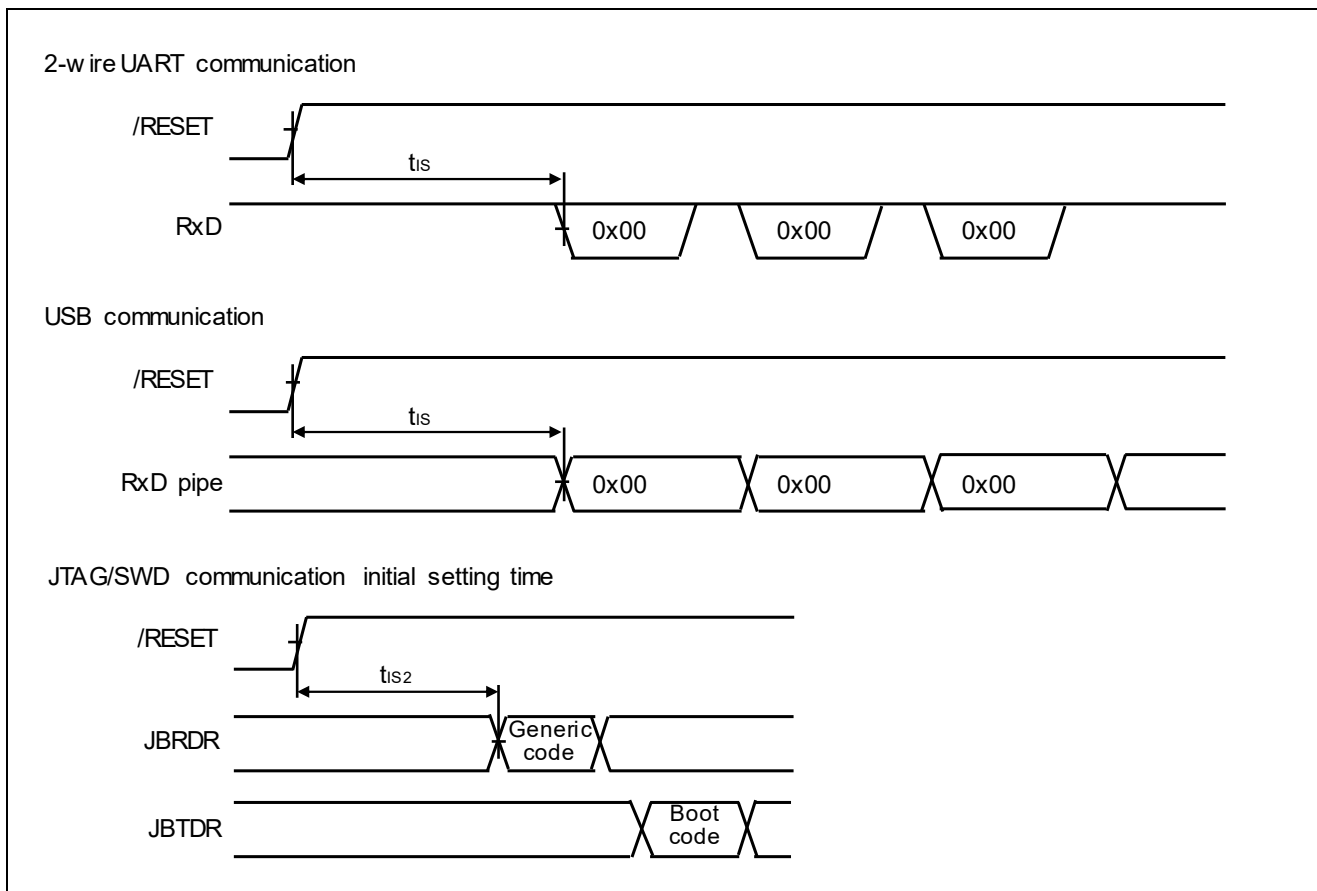 2-wire UART communication
/RESET
tIS
RxD
0x00 0x00 0x00
USB communication
/RESET
tIS
RxD pipe
0x00 0x00 0x00
JTAG/SWD communication initial setting time
/RESET
tIS2
JBRDR
Generic
code
JBTDR
Boot
code